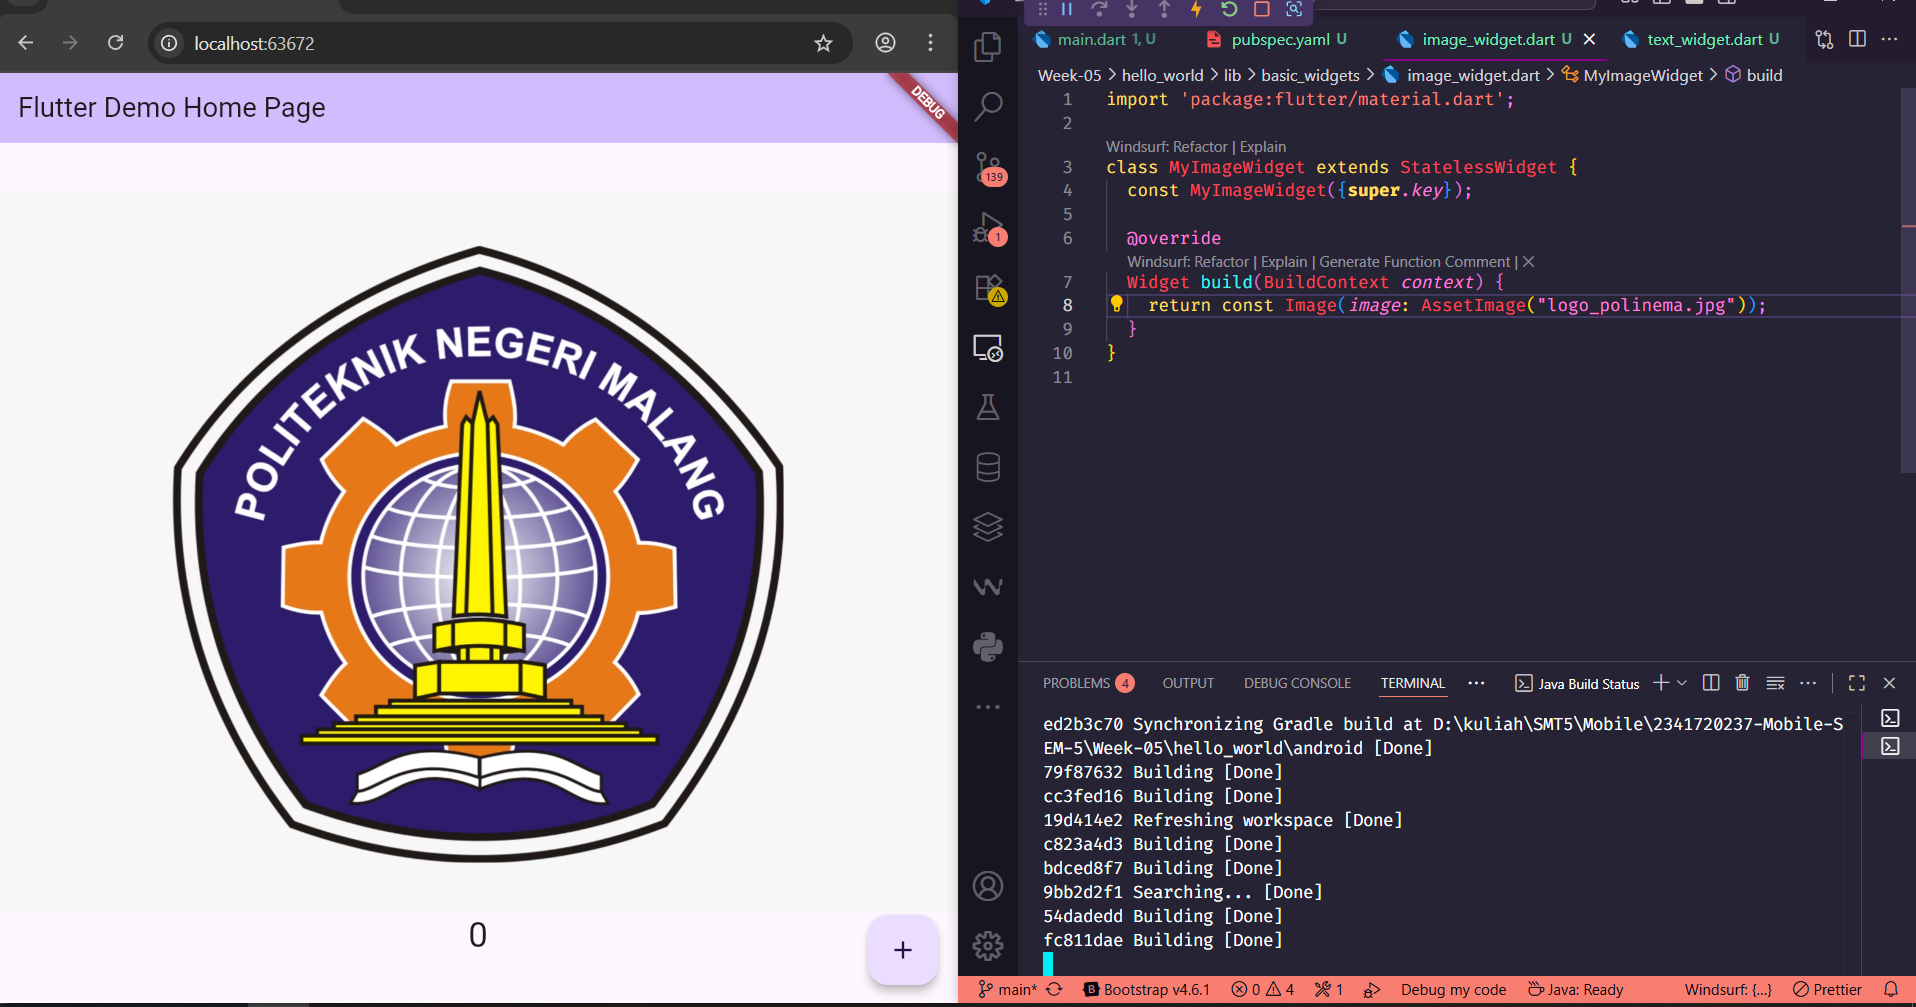 localhost:63672
Flutter Demo Home Page
DEBUG
POLITEKNIK NEGERI MALANG
0
+
main.dart 1, U
pubspec.yaml U
image_widget.dart U
text_widget.dart U
Week-05 > hello_world > lib > basic_widgets > image_widget.dart > MyImageWidget > build
1 import 'package:flutter/material.dart';
2
Windsurf: Refactor | Explain
3 class MyImageWidget extends StatelessWidget {
4 const MyImageWidget({super.key});
5
6 @override
Windsurf: Refactor | Explain | Generate Function Comment | X
7 Widget build(BuildContext context) {
8 return const Image(image: AssetImage("logo_polinema.jpg"));
9 }
10 }
11
139
1
PROBLEMS 4 OUTPUT DEBUG CONSOLE TERMINAL ... Java Build Status
ed2b3c70 Synchronizing Gradle build at D:\kuliah\SMT5\Mobile\2341720237-Mobile-S
EM-5\Week-05\hello_world\android [Done]
79f87632 Building [Done]
cc3fed16 Building [Done]
19d414e2 Refreshing workspace [Done]
c823a4d3 Building [Done]
bdced8f7 Building [Done]
9bb2d2f1 Searching... [Done]
54dadedd Building [Done]
fc811dae Building [Done]
main* B Bootstrap v4.6.1 0 4 1 Debug my code Java: Ready Windsurf: {...} Prettier